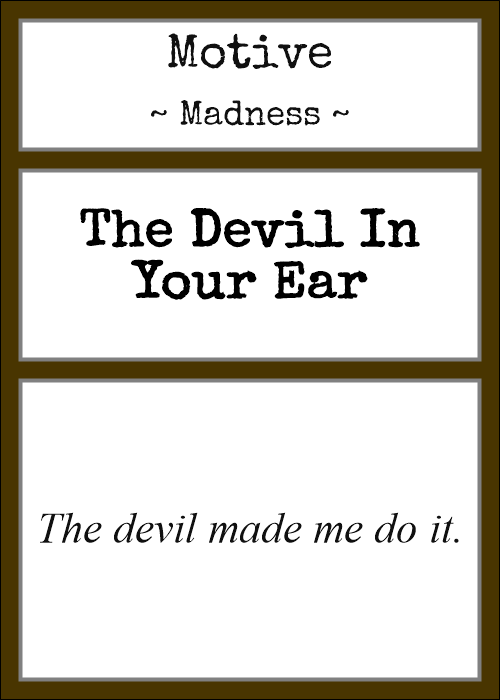 Motive
~ Madness ~
The Devil In
Your Ear
The devil made me do it.